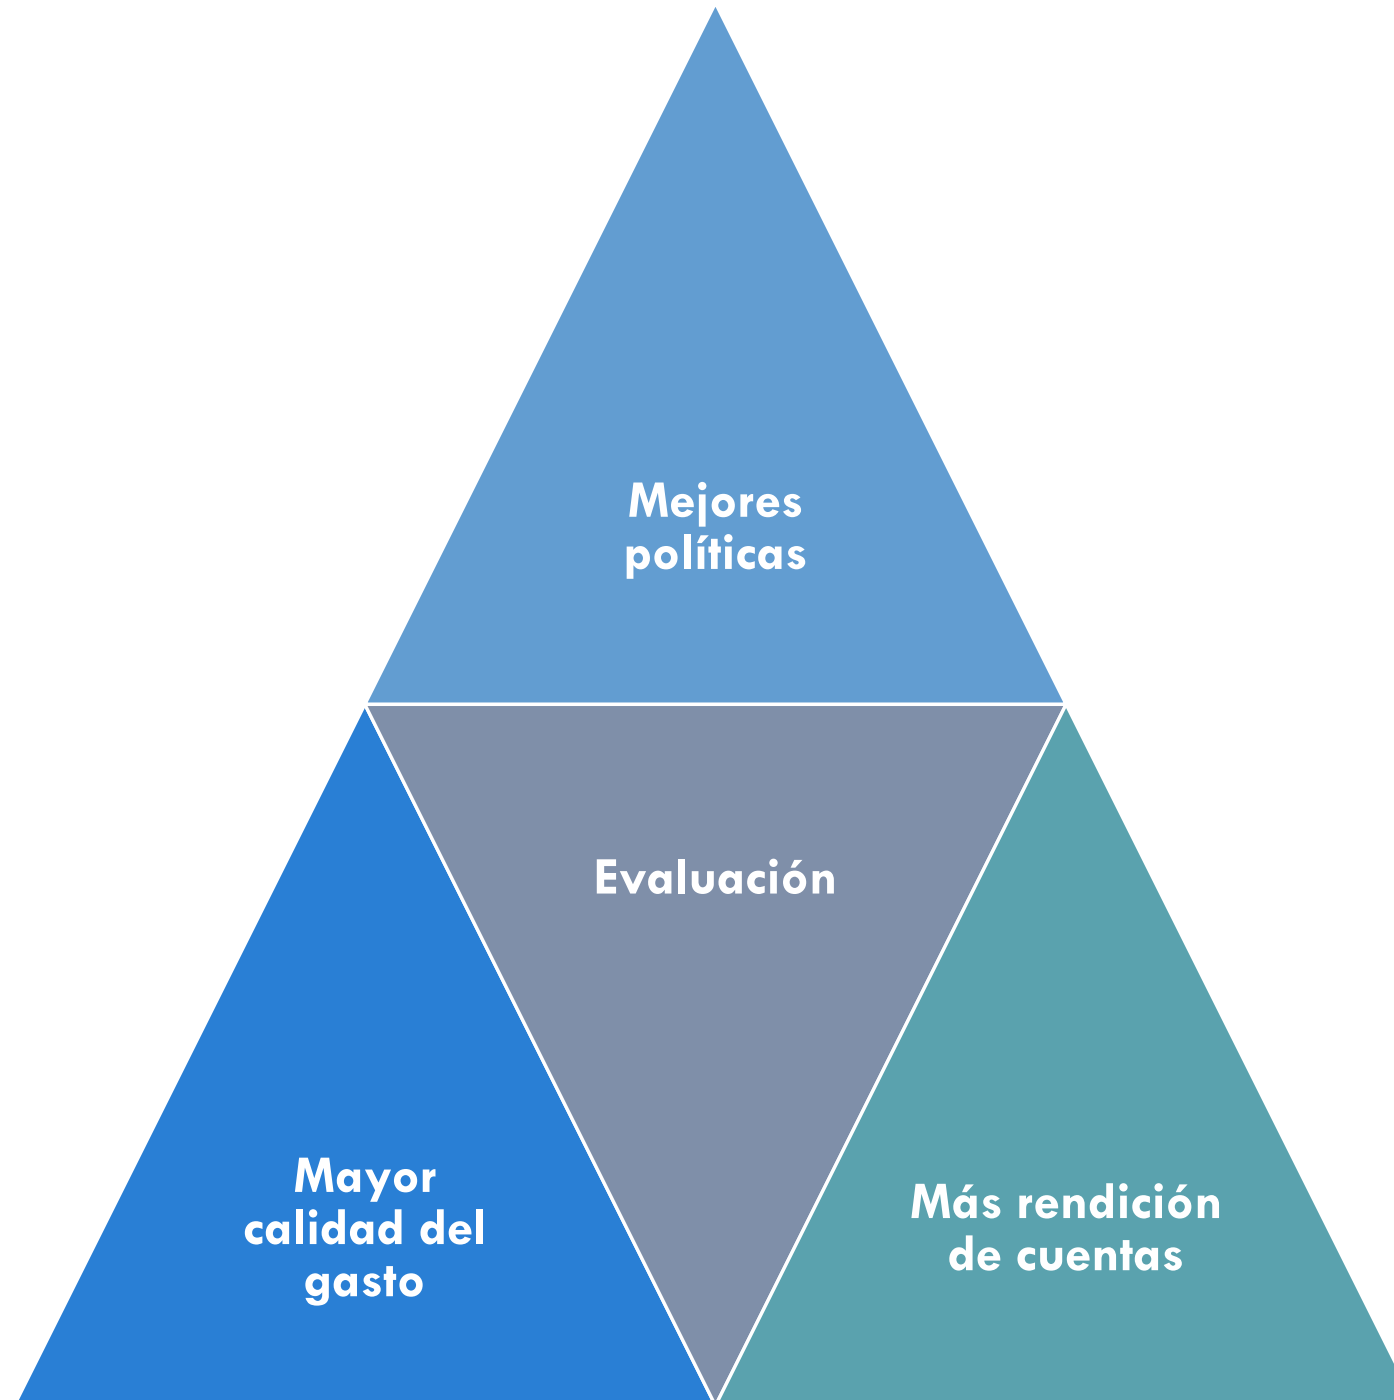 Mejores
políticas
Evaluación
Mayor
calidad del
gasto
Más rendición
de cuentas